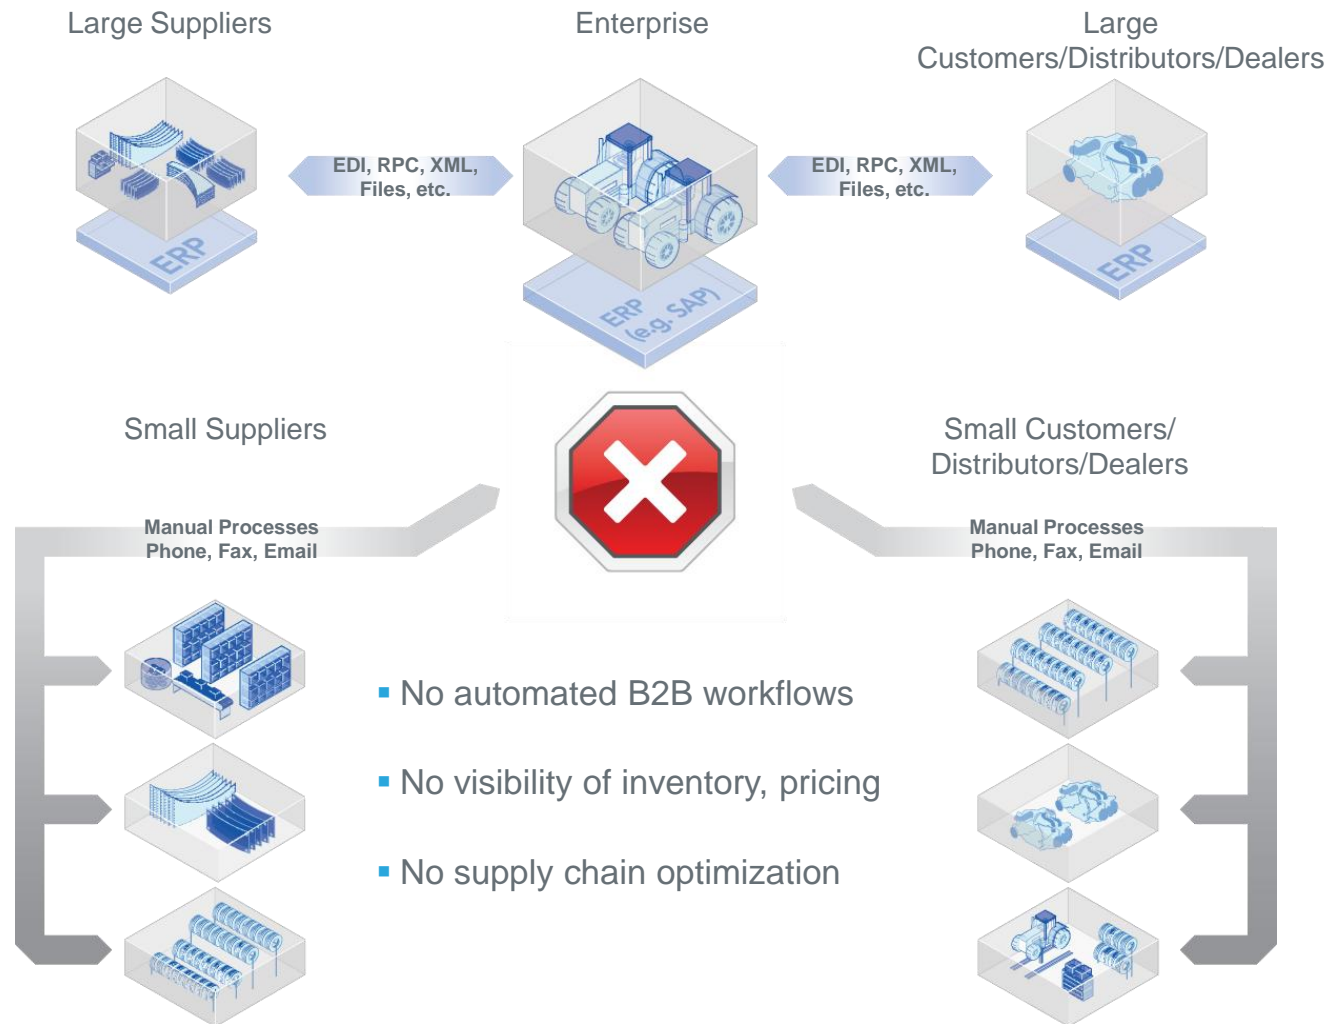 Large Suppliers
Enterprise
Large
Customers/Distributors/Dealers
EDI, RPC, XML,
Files, etc.
EDI, RPC, XML,
Files, etc.
ERP
ERP
(e.g. SAP)
ERP
Small Suppliers
Small Customers/
Distributors/Dealers
Manual Processes
Phone, Fax, Email
Manual Processes
Phone, Fax, Email
▪ No automated B2B workflows
▪ No visibility of inventory, pricing
▪ No supply chain optimization